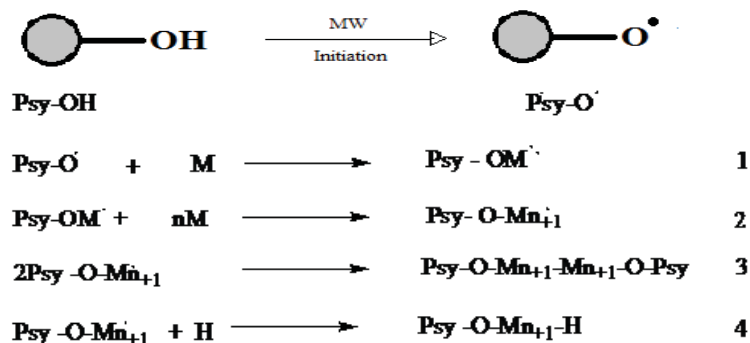 OH MW Initiation O•
Psy-OH Psy-O˙
Psy-O˙ + M Psy - OM˙ 1
Psy-OM˙ + nM Psy- O-Mn˙+1 2
2Psy -O-Mn˙+1 Psy-O-Mn+1-Mn+1-O-Psy 3
Psy -O-Mn˙+1 + H Psy -O-Mn+1-H 4